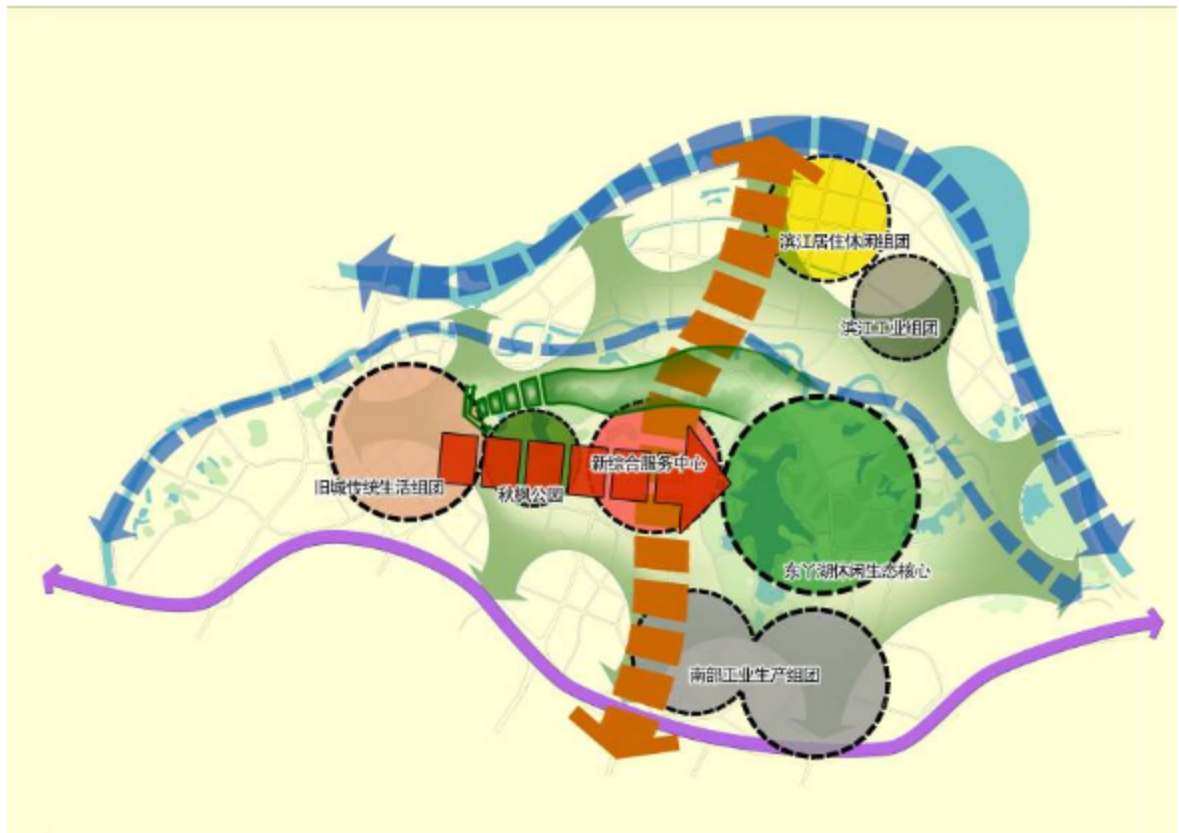 滨江居住休闲组团
滨江工业组团
新综合服务中心
旧城传统生活组团
秋枫公园
东丫湖休闲生态核心
南部工业生产组团